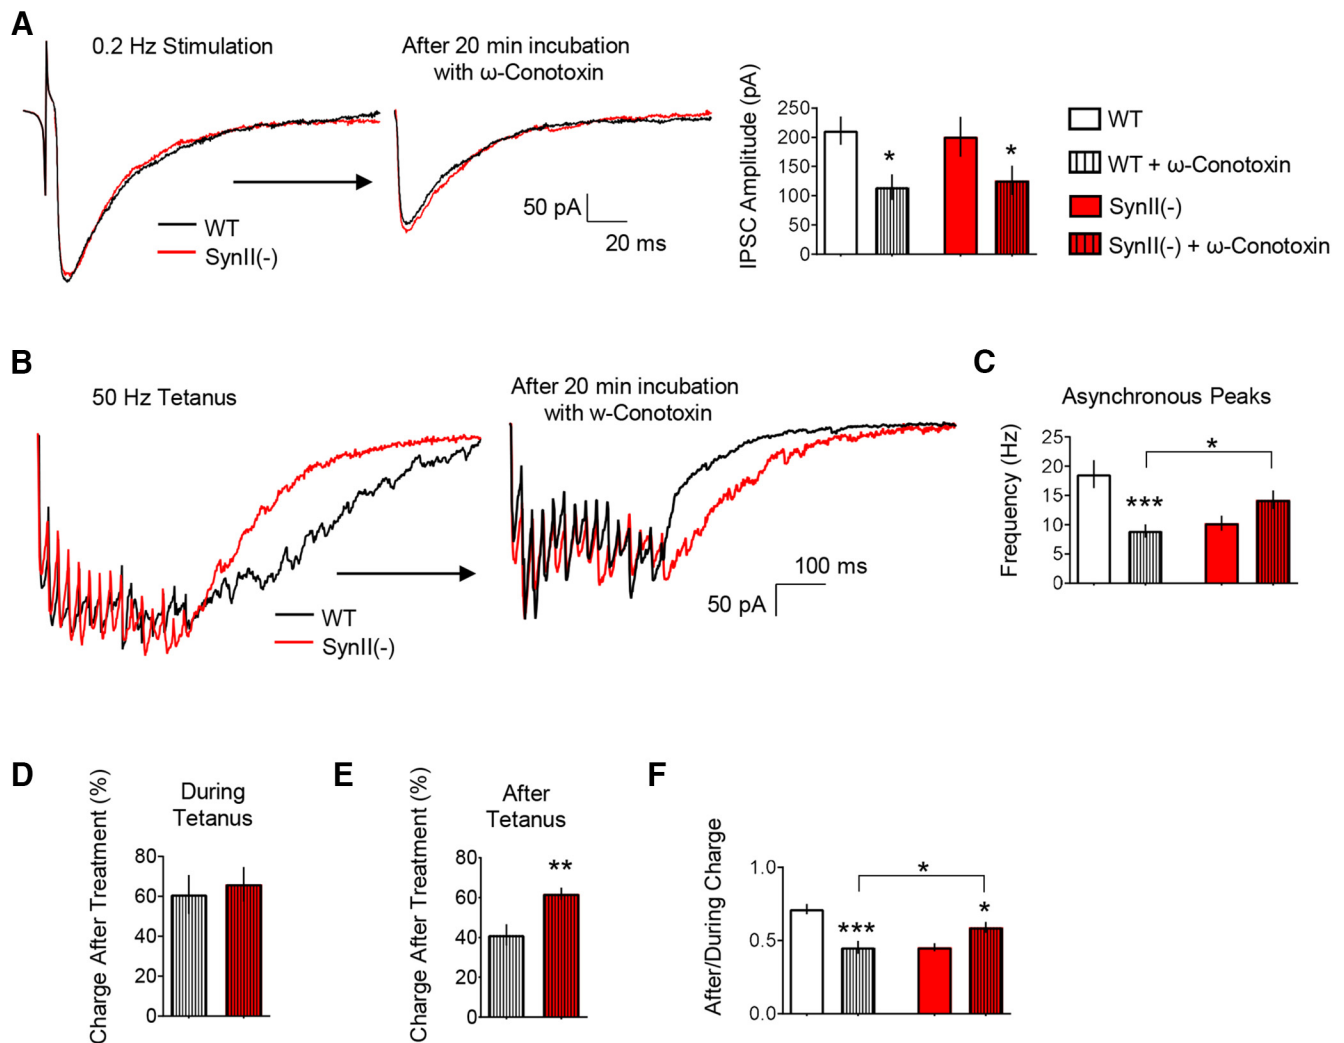 A
0.2 Hz Stimulation
After 20 min incubation
with ω-Conotoxin
WT
SynII(-)
50 pA
20 ms
IPSC Amplitude (pA)
250
200
150
100
50
0
*
*
WT
WT + ω-Conotoxin
SynII(-)
SynII(-) + ω-Conotoxin
B
50 Hz Tetanus
After 20 min incubation
with w-Conotoxin
WT
SynII(-)
100 ms
50 pA
C
Asynchronous Peaks
Frequency (Hz)
25
20
15
10
5
0
***
*
D
During
Tetanus
Charge After Treatment (%)
80
60
40
20
0
E
After
Tetanus
Charge After Treatment (%)
80
60
40
20
0
**
F
After/During Charge
1.0
0.5
0.0
***
*
*